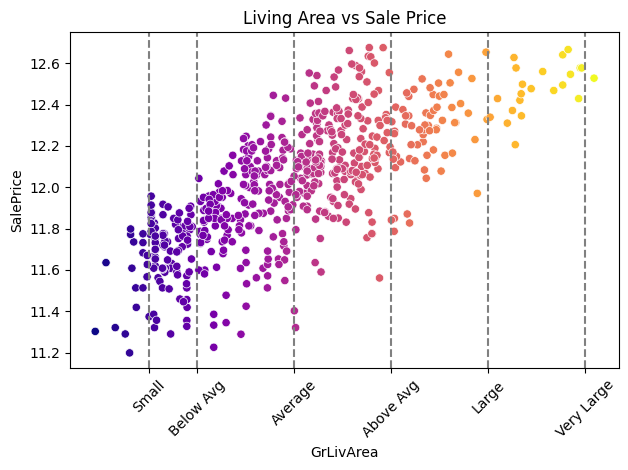 Living Area vs Sale Price
SalePrice
12.6
12.4
12.2
12.0
11.8
11.6
11.4
11.2
Small
Below Avg
Average
Above Avg
Large
Very Large
GrLivArea